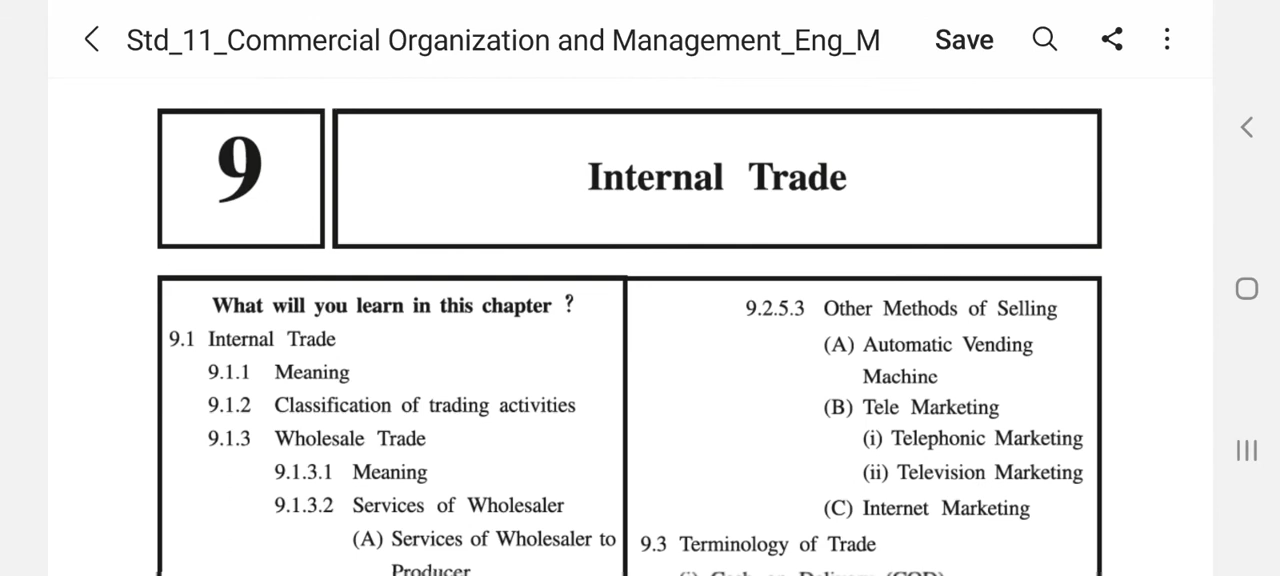 Std_11_Commercial Organization and Management_Eng_M
Save
9
Internal Trade
What will you learn in this chapter ?
9.1 Internal Trade
9.1.1 Meaning
9.1.2 Classification of trading activities
9.1.3 Wholesale Trade
9.1.3.1 Meaning
9.1.3.2 Services of Wholesaler
(A) Services of Wholesaler to
Producer
9.2.5.3 Other Methods of Selling
(A) Automatic Vending
Machine
(B) Tele Marketing
(i) Telephonic Marketing
(ii) Television Marketing
(C) Internet Marketing
9.3 Terminology of Trade
(i) Cash on Delivery (COD)